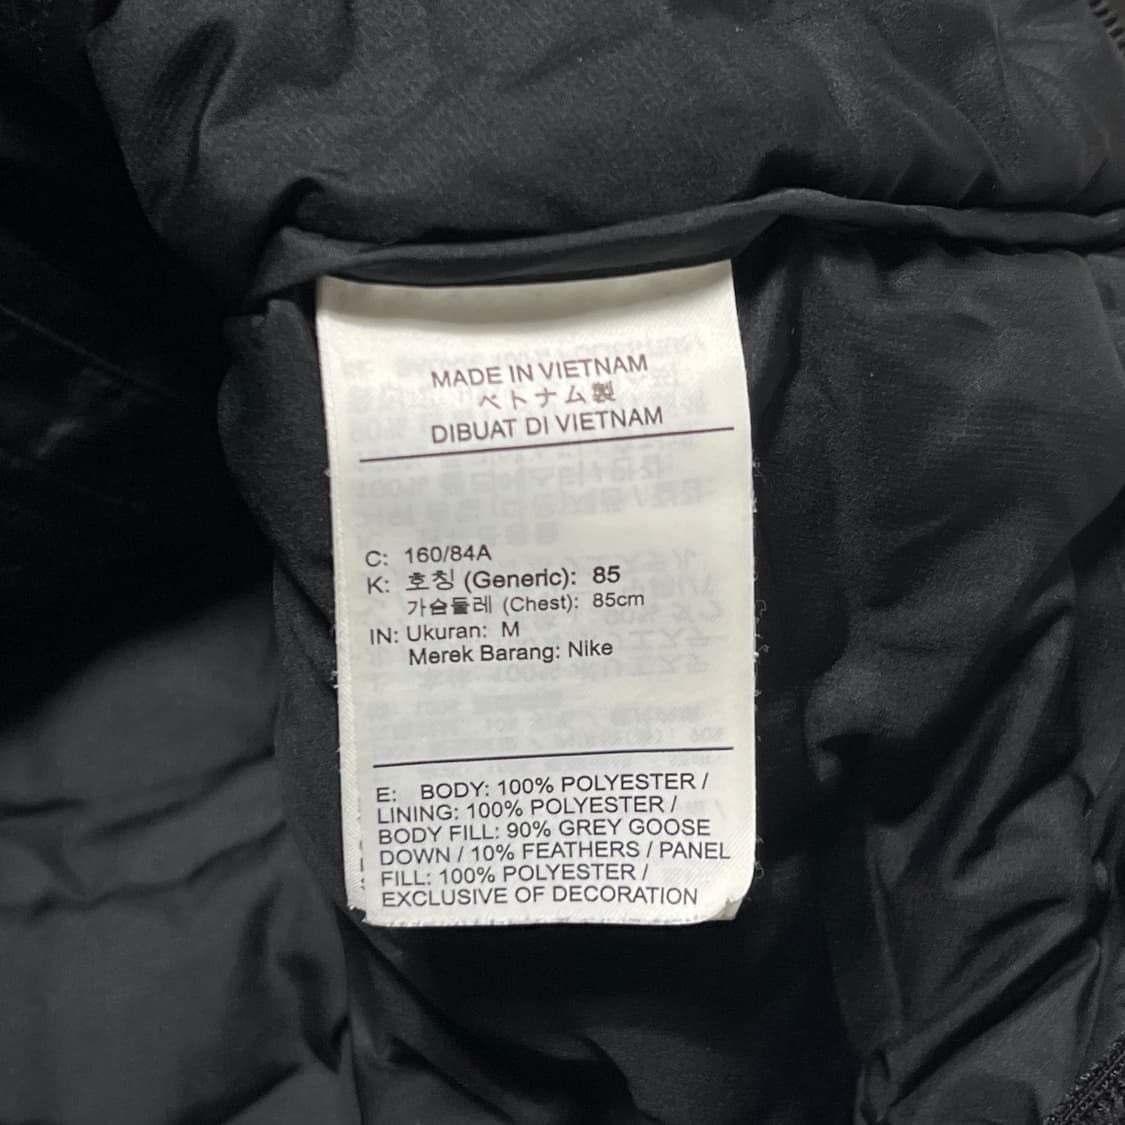 MADE IN VIETNAM
ベトナム製
DIBUAT DI VIETNAM
C: 160/84A
K: 호칭 (Generic): 85
가슴둘레 (Chest): 85cm
IN: Ukuran: M
Merek Barang: Nike
E: BODY: 100% POLYESTER /
LINING: 100% POLYESTER /
BODY FILL: 90% GREY GOOSE
DOWN / 10% FEATHERS / PANEL
FILL: 100% POLYESTER /
EXCLUSIVE OF DECORATION